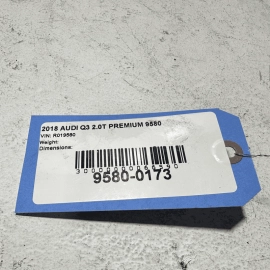 2018 AUDI Q3 2.0T PREMIUM 9580
VIN: R019580
Weight:
Dimensions:
9580-0173